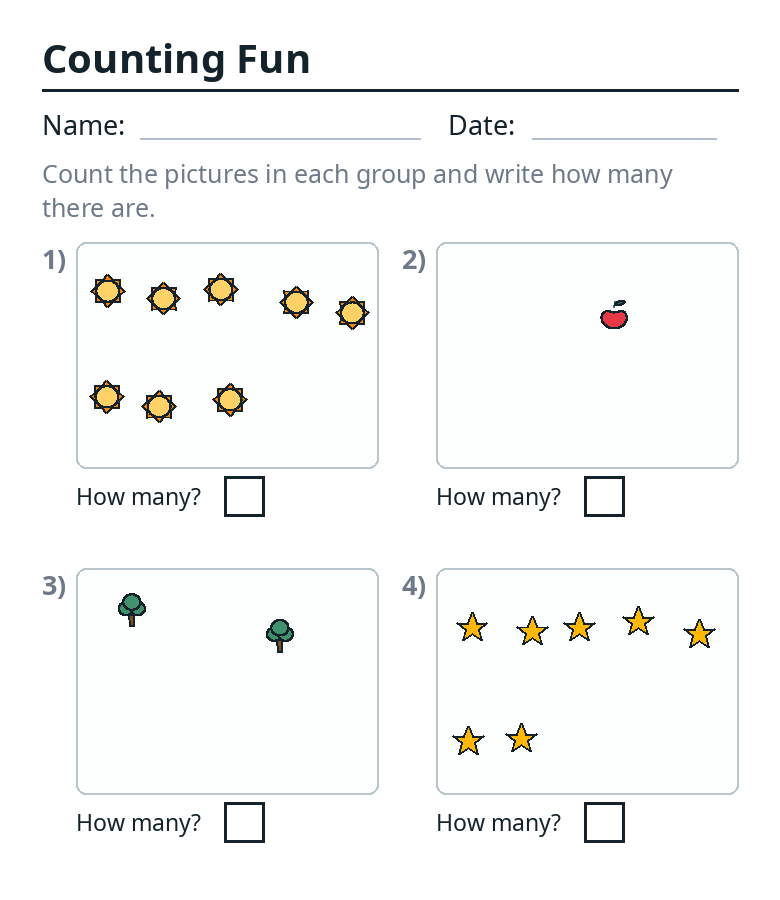 Counting Fun
Name: Date:
Count the pictures in each group and write how many
there are.
1) 2)
How many? How many?
3) 4)
How many? How many?